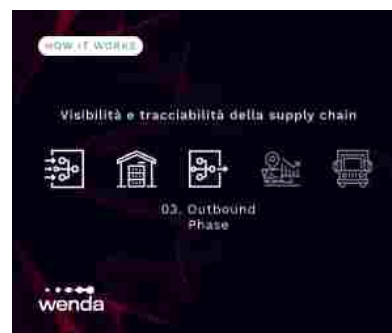 HOW IT WORKS
Visibilità e tracciabilità della supply chain
03. Outbound
Phase
wenda